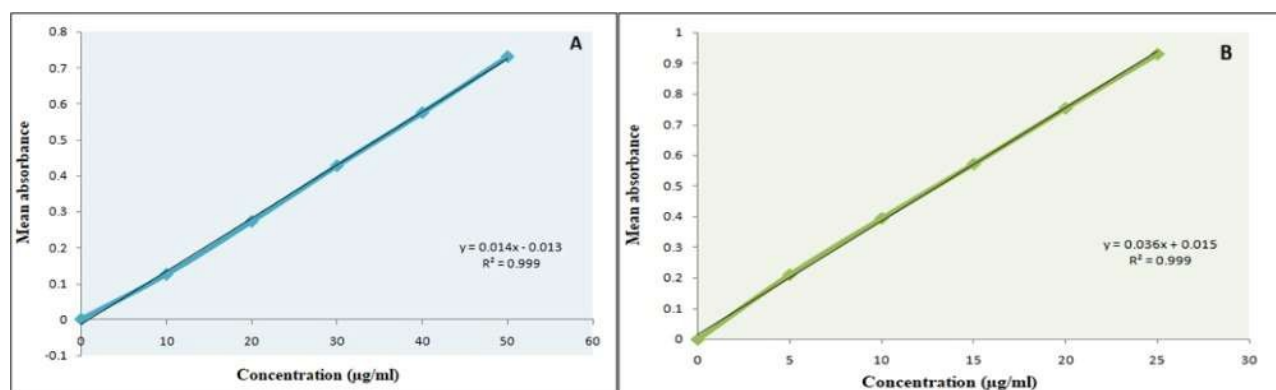 A
Mean absorbance
0.8
0.7
0.6
0.5
0.4
0.3
0.2
0.1
0
-0.1
y = 0.014x - 0.013
R² = 0.999
0 10 20 30 40 50 60
Concentration (µg/ml)
B
Mean absorbance
1
0.9
0.8
0.7
0.6
0.5
0.4
0.3
0.2
0.1
0
y = 0.036x + 0.015
R² = 0.999
0 5 10 15 20 25 30
Concentration (µg/ml)